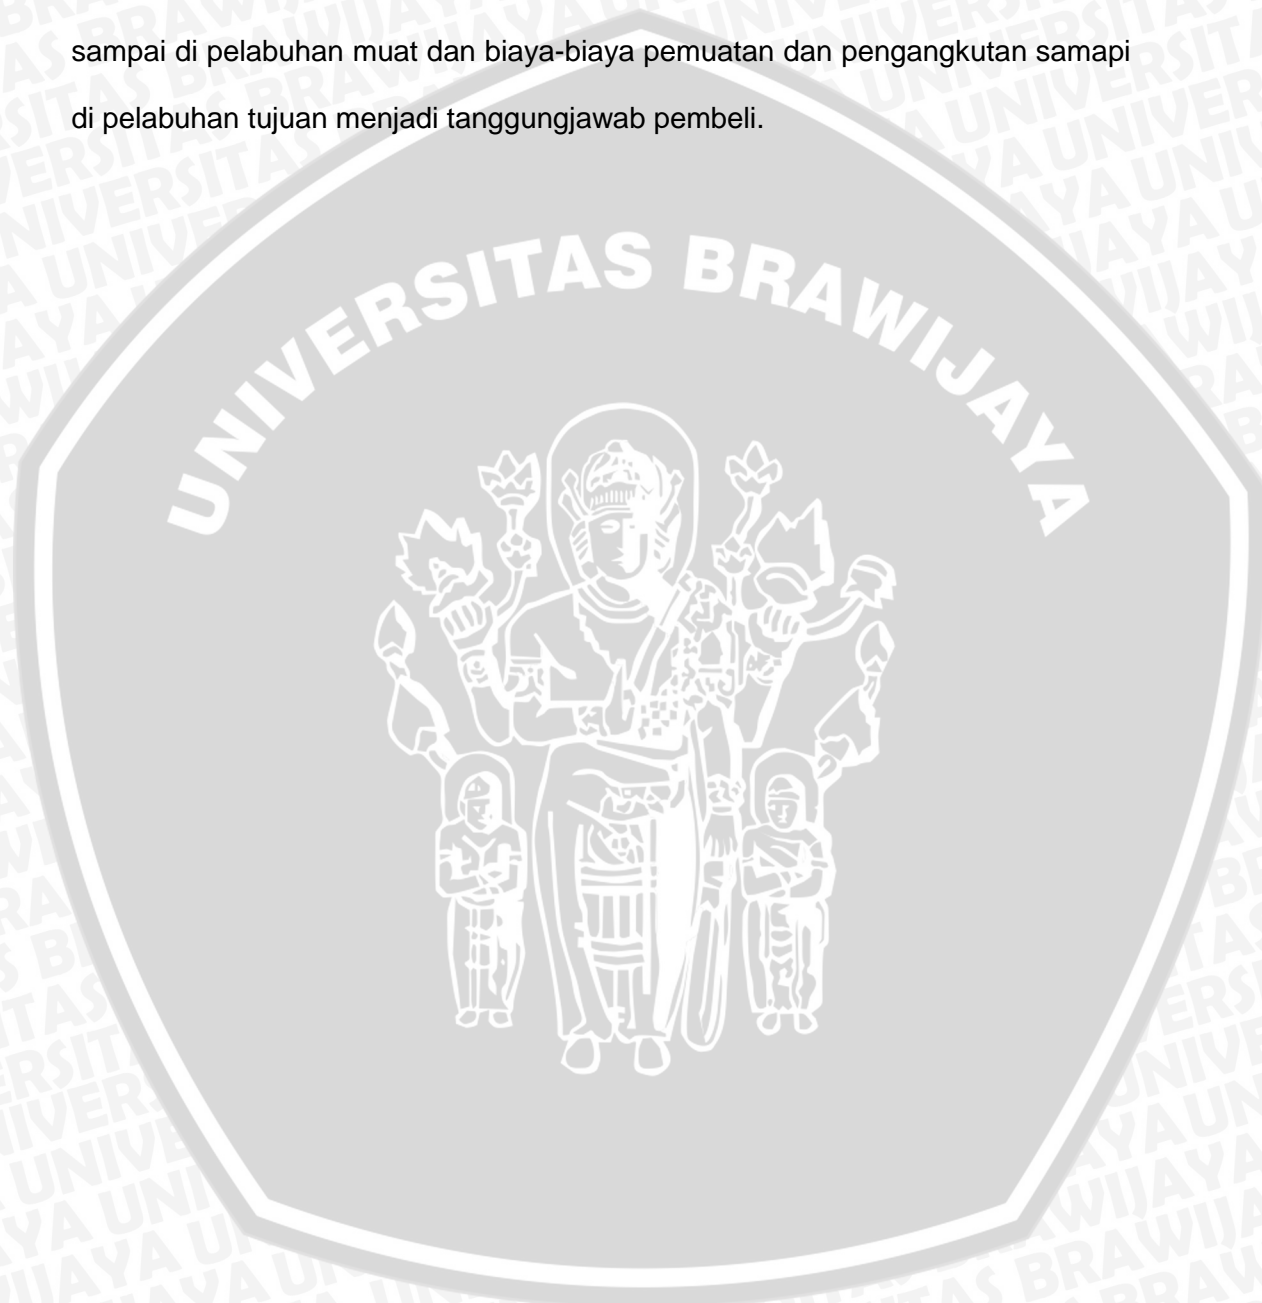 sampai di pelabuhan muat dan biaya-biaya pemuatan dan pengangkutan samapi
di pelabuhan tujuan menjadi tanggungjawab pembeli.
UNIVERSITAS BRAWIJAYA